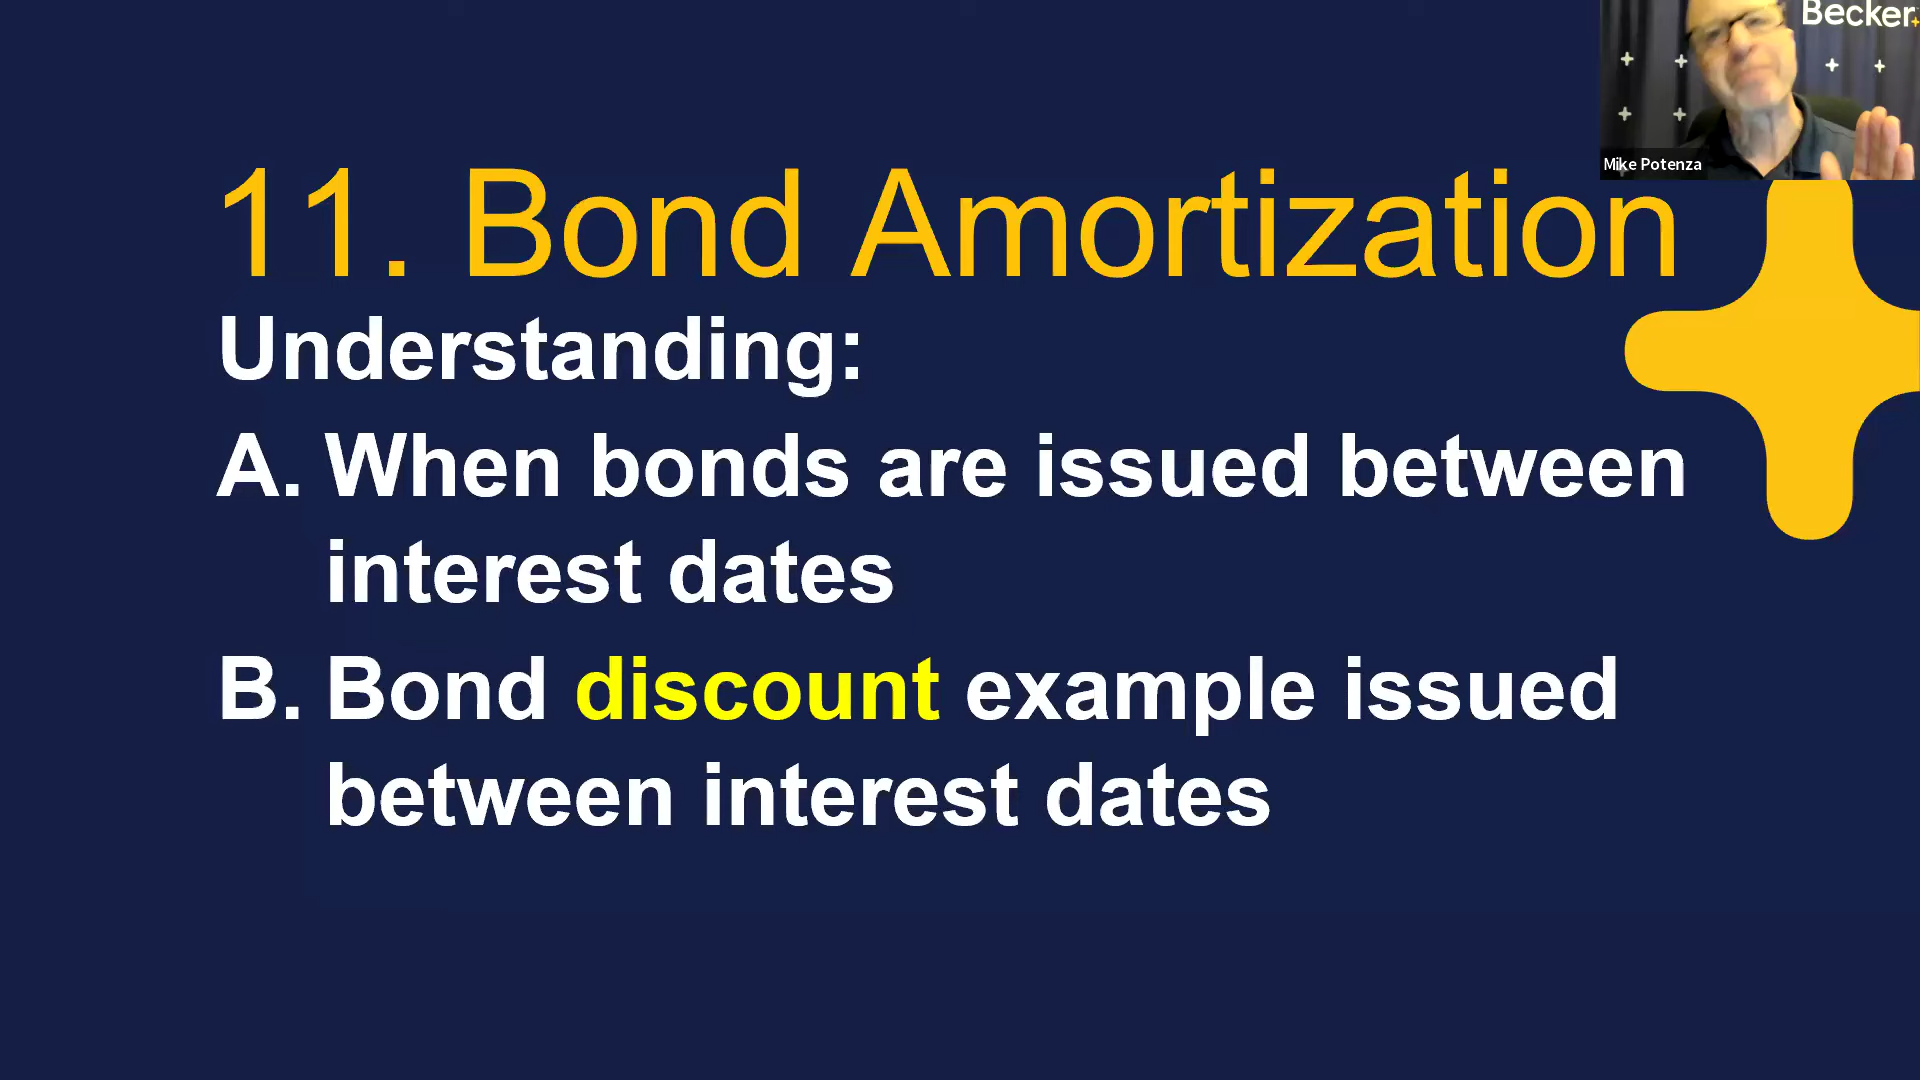 Becker
Mike Potenza
11. Bond Amortization
Understanding:
A. When bonds are issued between
interest dates
B. Bond discount example issued
between interest dates